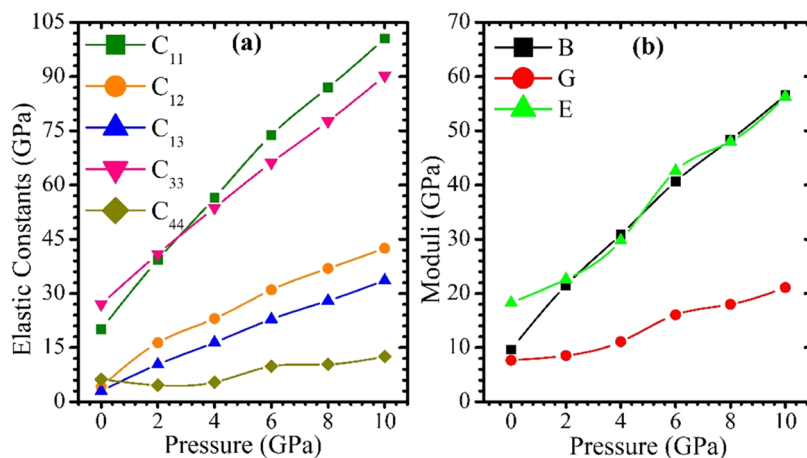 105
90
75
60
45
30
15
0
Elastic Constants (GPa)
(a)
C11
C12
C13
C33
C44
0 2 4 6 8 10
Pressure (GPa)
70
60
50
40
30
20
10
0
Moduli (GPa)
(b)
B
G
E
0 2 4 6 8 10
Pressure (GPa)